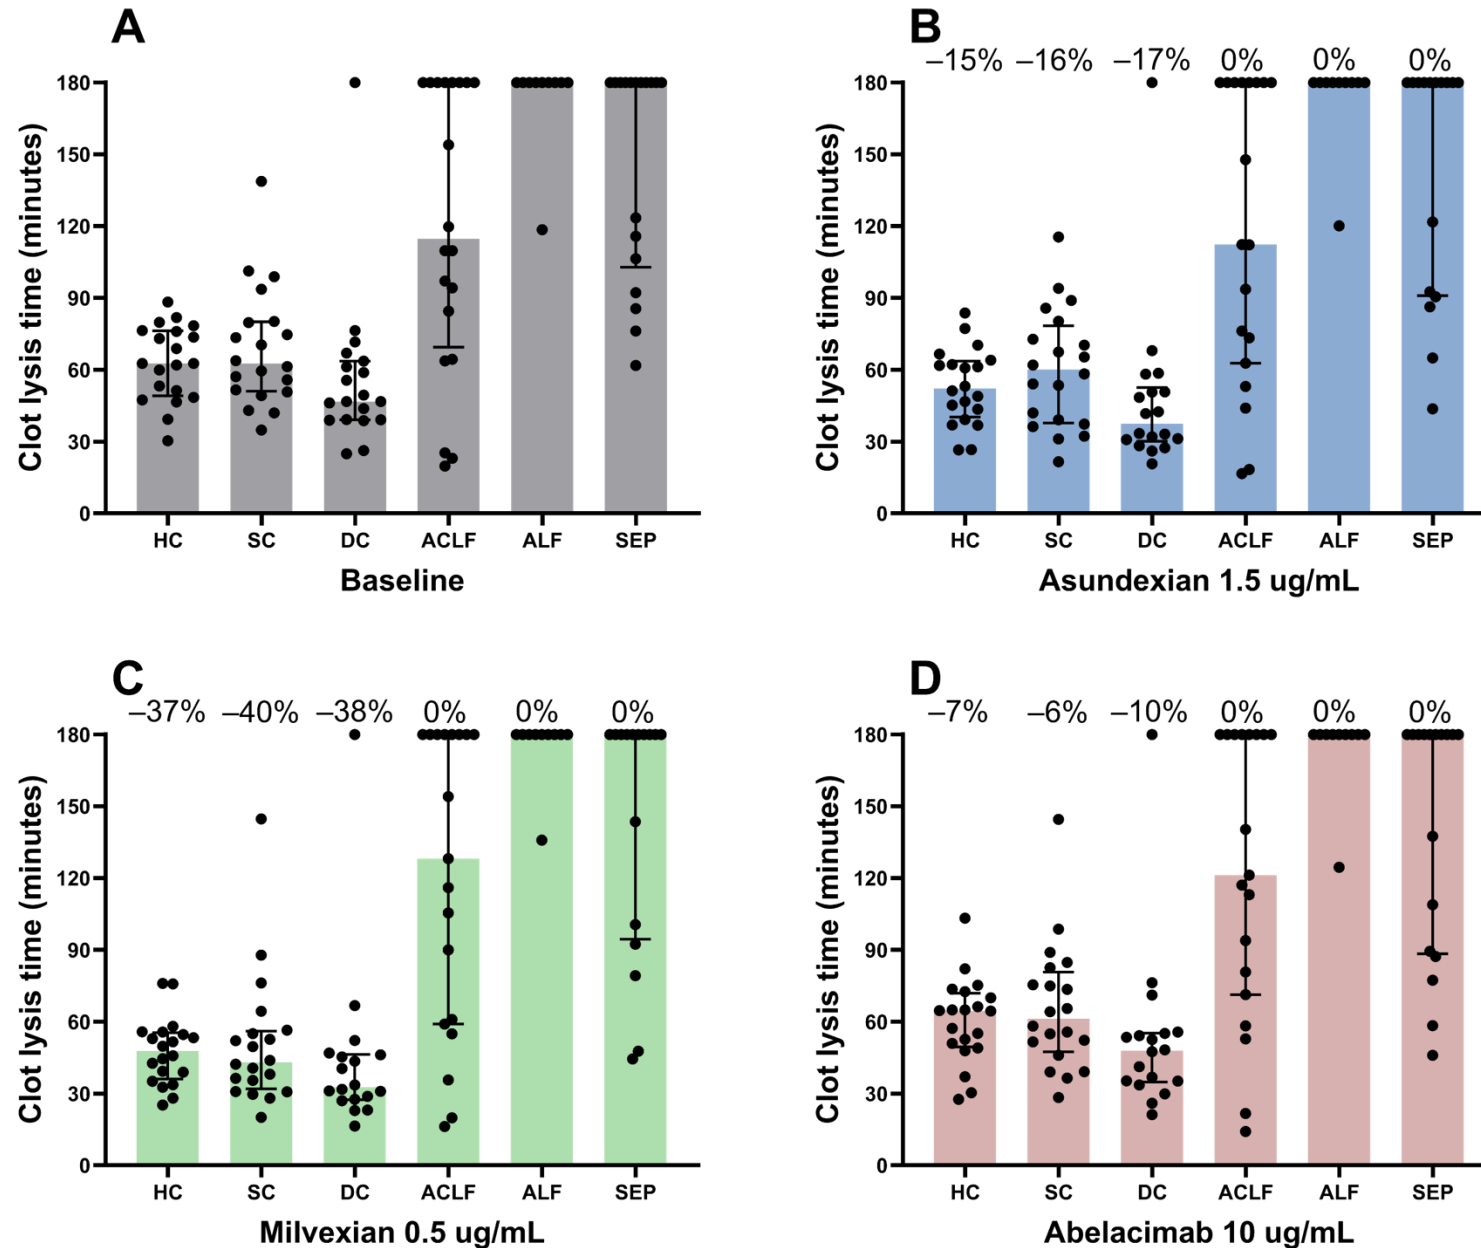 A
Clot lysis time (minutes)
180
150
120
90
60
30
0
HC SC DC ACLF ALF SEP
Baseline
B
–15% –16% –17% 0% 0% 0%
Clot lysis time (minutes)
180
150
120
90
60
30
0
HC SC DC ACLF ALF SEP
Asundexian 1.5 ug/mL
C
–37% –40% –38% 0% 0% 0%
Clot lysis time (minutes)
180
150
120
90
60
30
0
HC SC DC ACLF ALF SEP
Milvexian 0.5 ug/mL
D
–7% –6% –10% 0% 0% 0%
Clot lysis time (minutes)
180
150
120
90
60
30
0
HC SC DC ACLF ALF SEP
Abelacimab 10 ug/mL